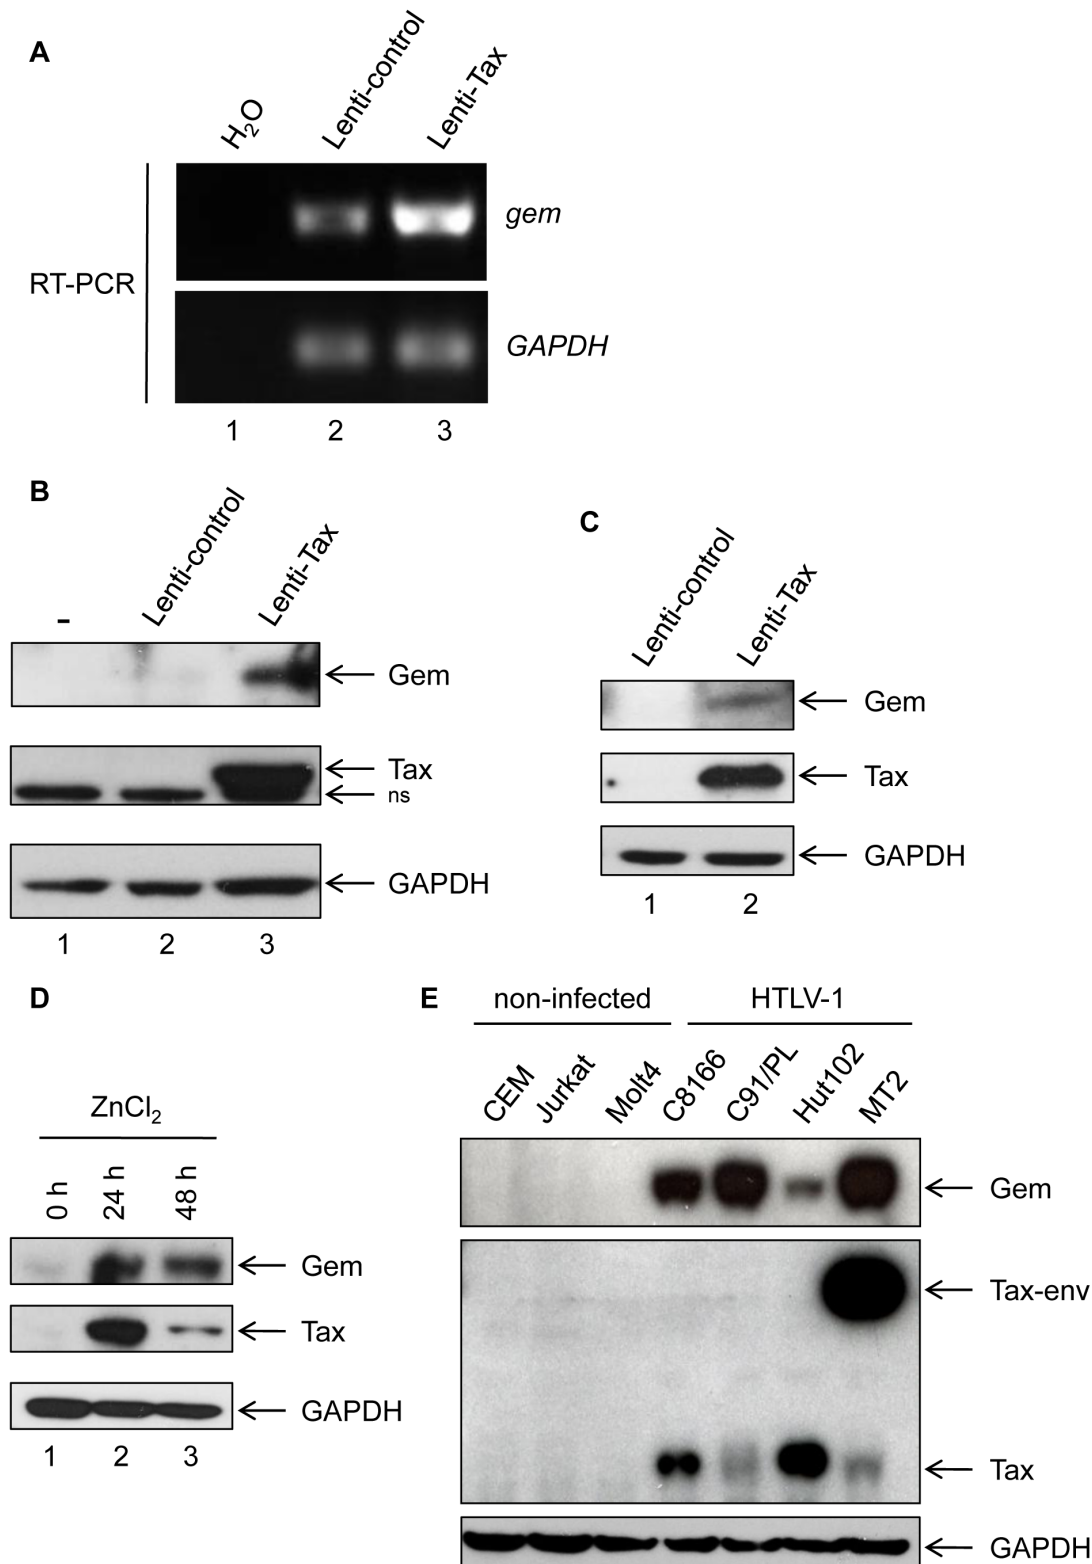 A
H₂O
Lenti-control
Lenti-Tax
RT-PCR
gem
GAPDH
1 2 3
B
-
Lenti-control
Lenti-Tax
Gem
Tax
ns
GAPDH
1 2 3
C
Lenti-control
Lenti-Tax
Gem
Tax
GAPDH
1 2
D
ZnCl₂
0 h
24 h
48 h
Gem
Tax
GAPDH
1 2 3
E
non-infected
HTLV-1
CEM
Jurkat
Molt4
C8166
C91/PL
Hut102
MT2
Gem
Tax-env
Tax
GAPDH